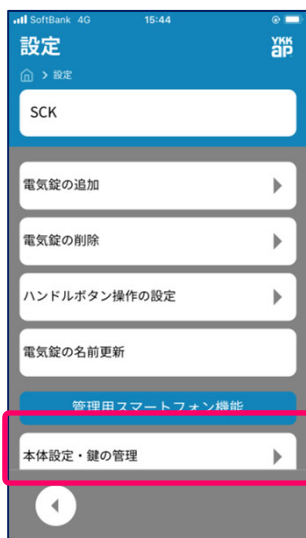 SoftBank 4G 15:44
設定
YKK
ap
> 設定
SCK
電気錠の追加
電気錠の削除
ハンドルボタン操作の設定
電気錠の名前更新
管理用スマートフォン機能
本体設定・鍵の管理